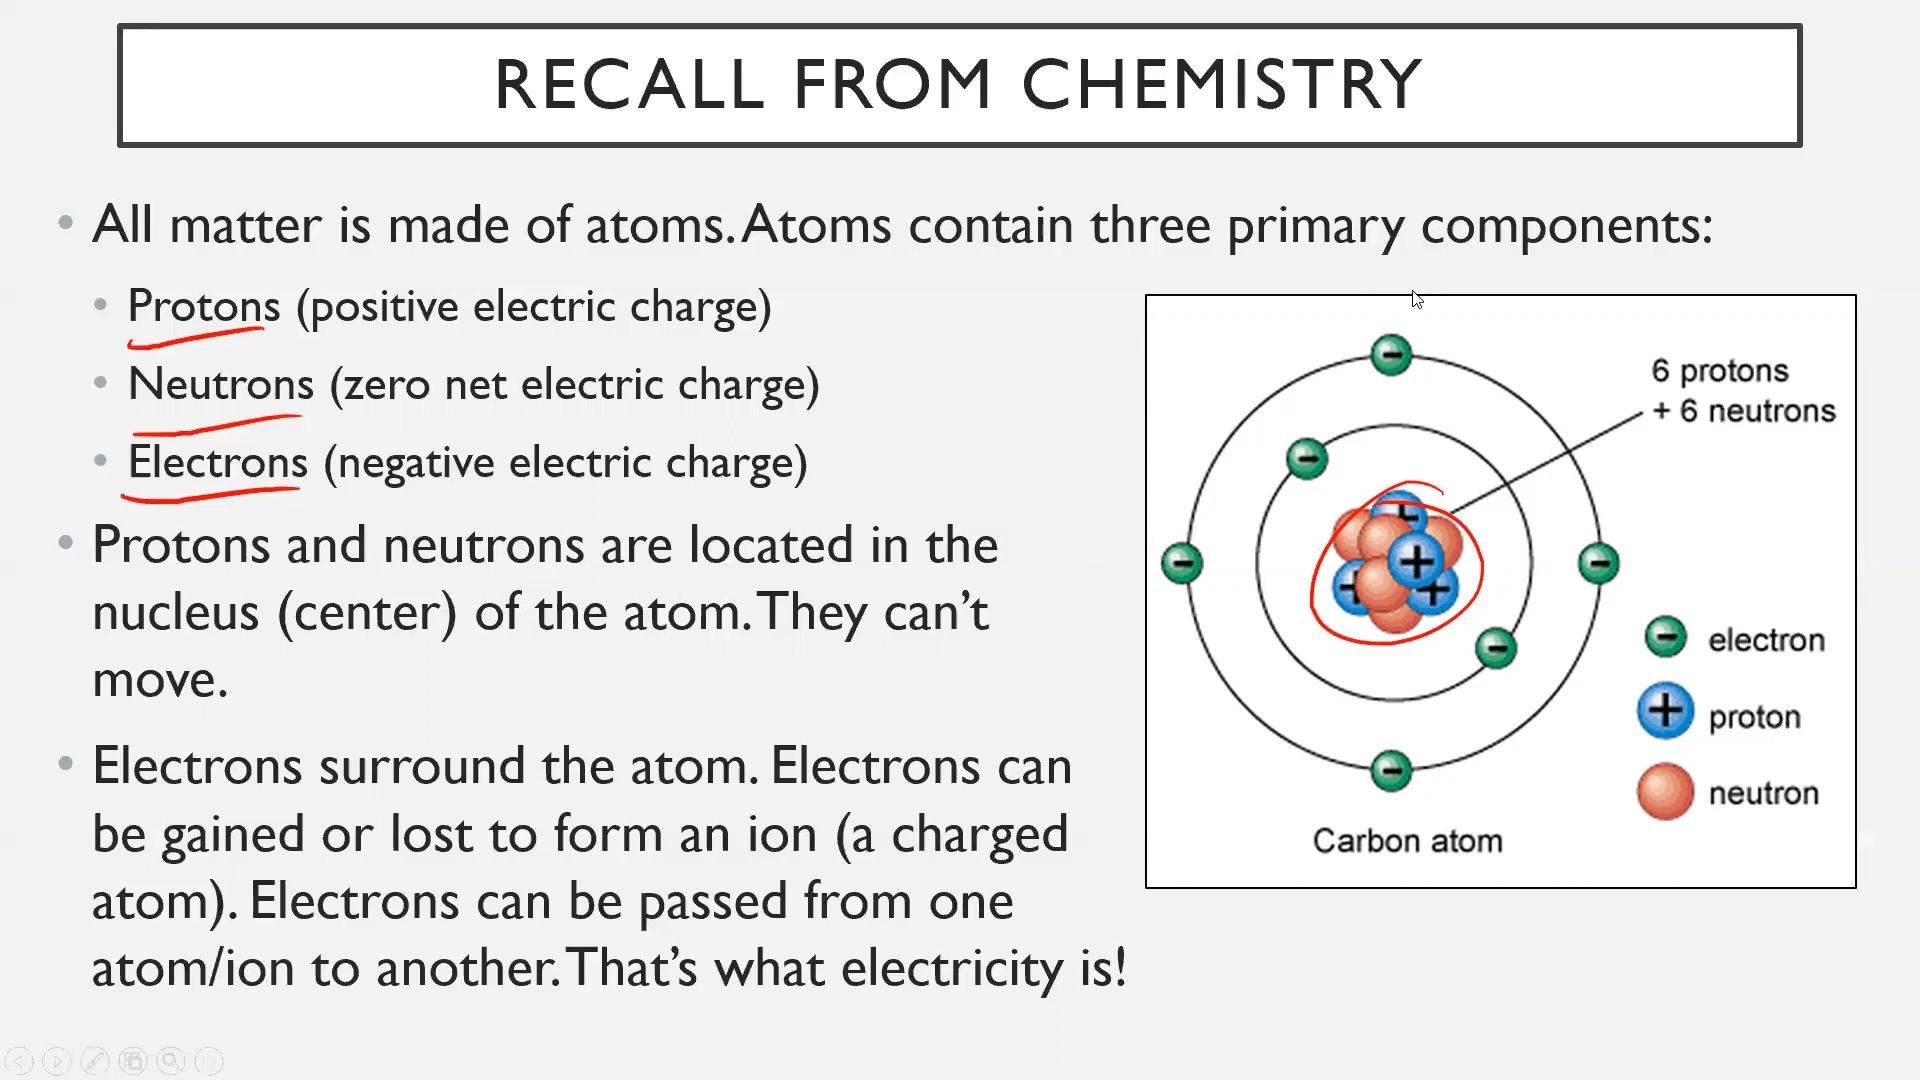 RECALL FROM CHEMISTRY
• All matter is made of atoms. Atoms contain three primary components:
• Protons (positive electric charge)
• Neutrons (zero net electric charge)
• Electrons (negative electric charge)
• Protons and neutrons are located in the
nucleus (center) of the atom. They can’t
move.
• Electrons surround the atom. Electrons can
be gained or lost to form an ion (a charged
atom). Electrons can be passed from one
atom/ion to another. That’s what electricity is!
6 protons
+ 6 neutrons
electron
proton
neutron
Carbon atom